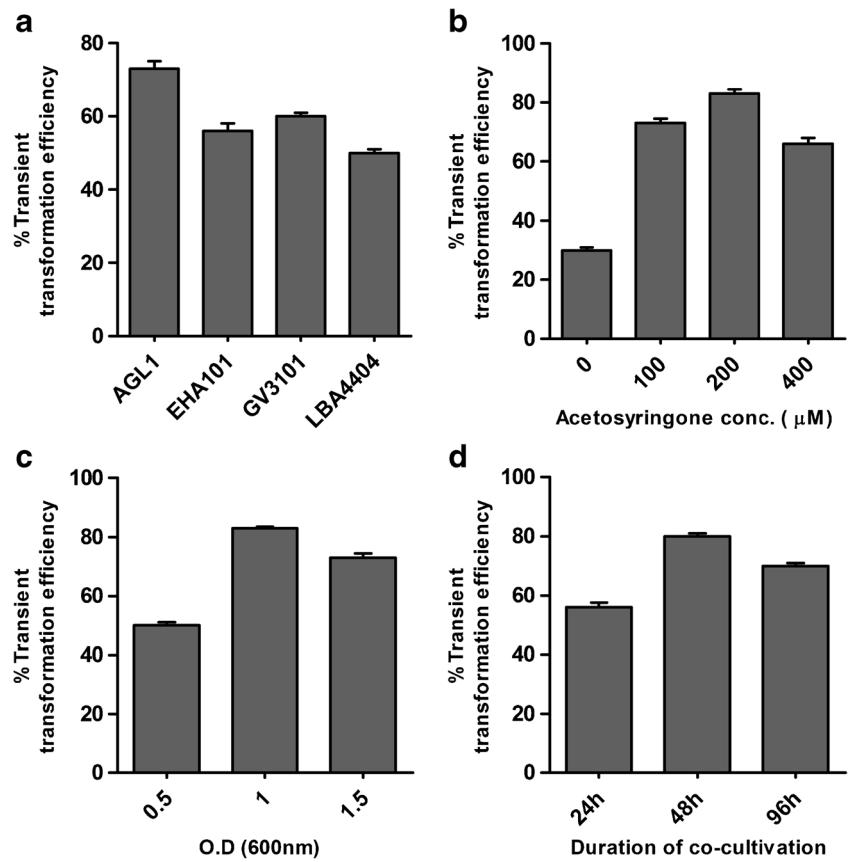 a
% Transient
transformation efficiency
80
60
40
20
0
AGL1
EHA101
GV3101
LBA4404
b
% Transient
transformation efficiency
100
80
60
40
20
0
0
100
200
400
Acetosyringone conc. ( μM)
c
% Transient
transformation efficiency
100
80
60
40
20
0
0.5
1
1.5
O.D (600nm)
d
% Transient
transformation efficiency
100
80
60
40
20
0
24h
48h
96h
Duration of co-cultivation